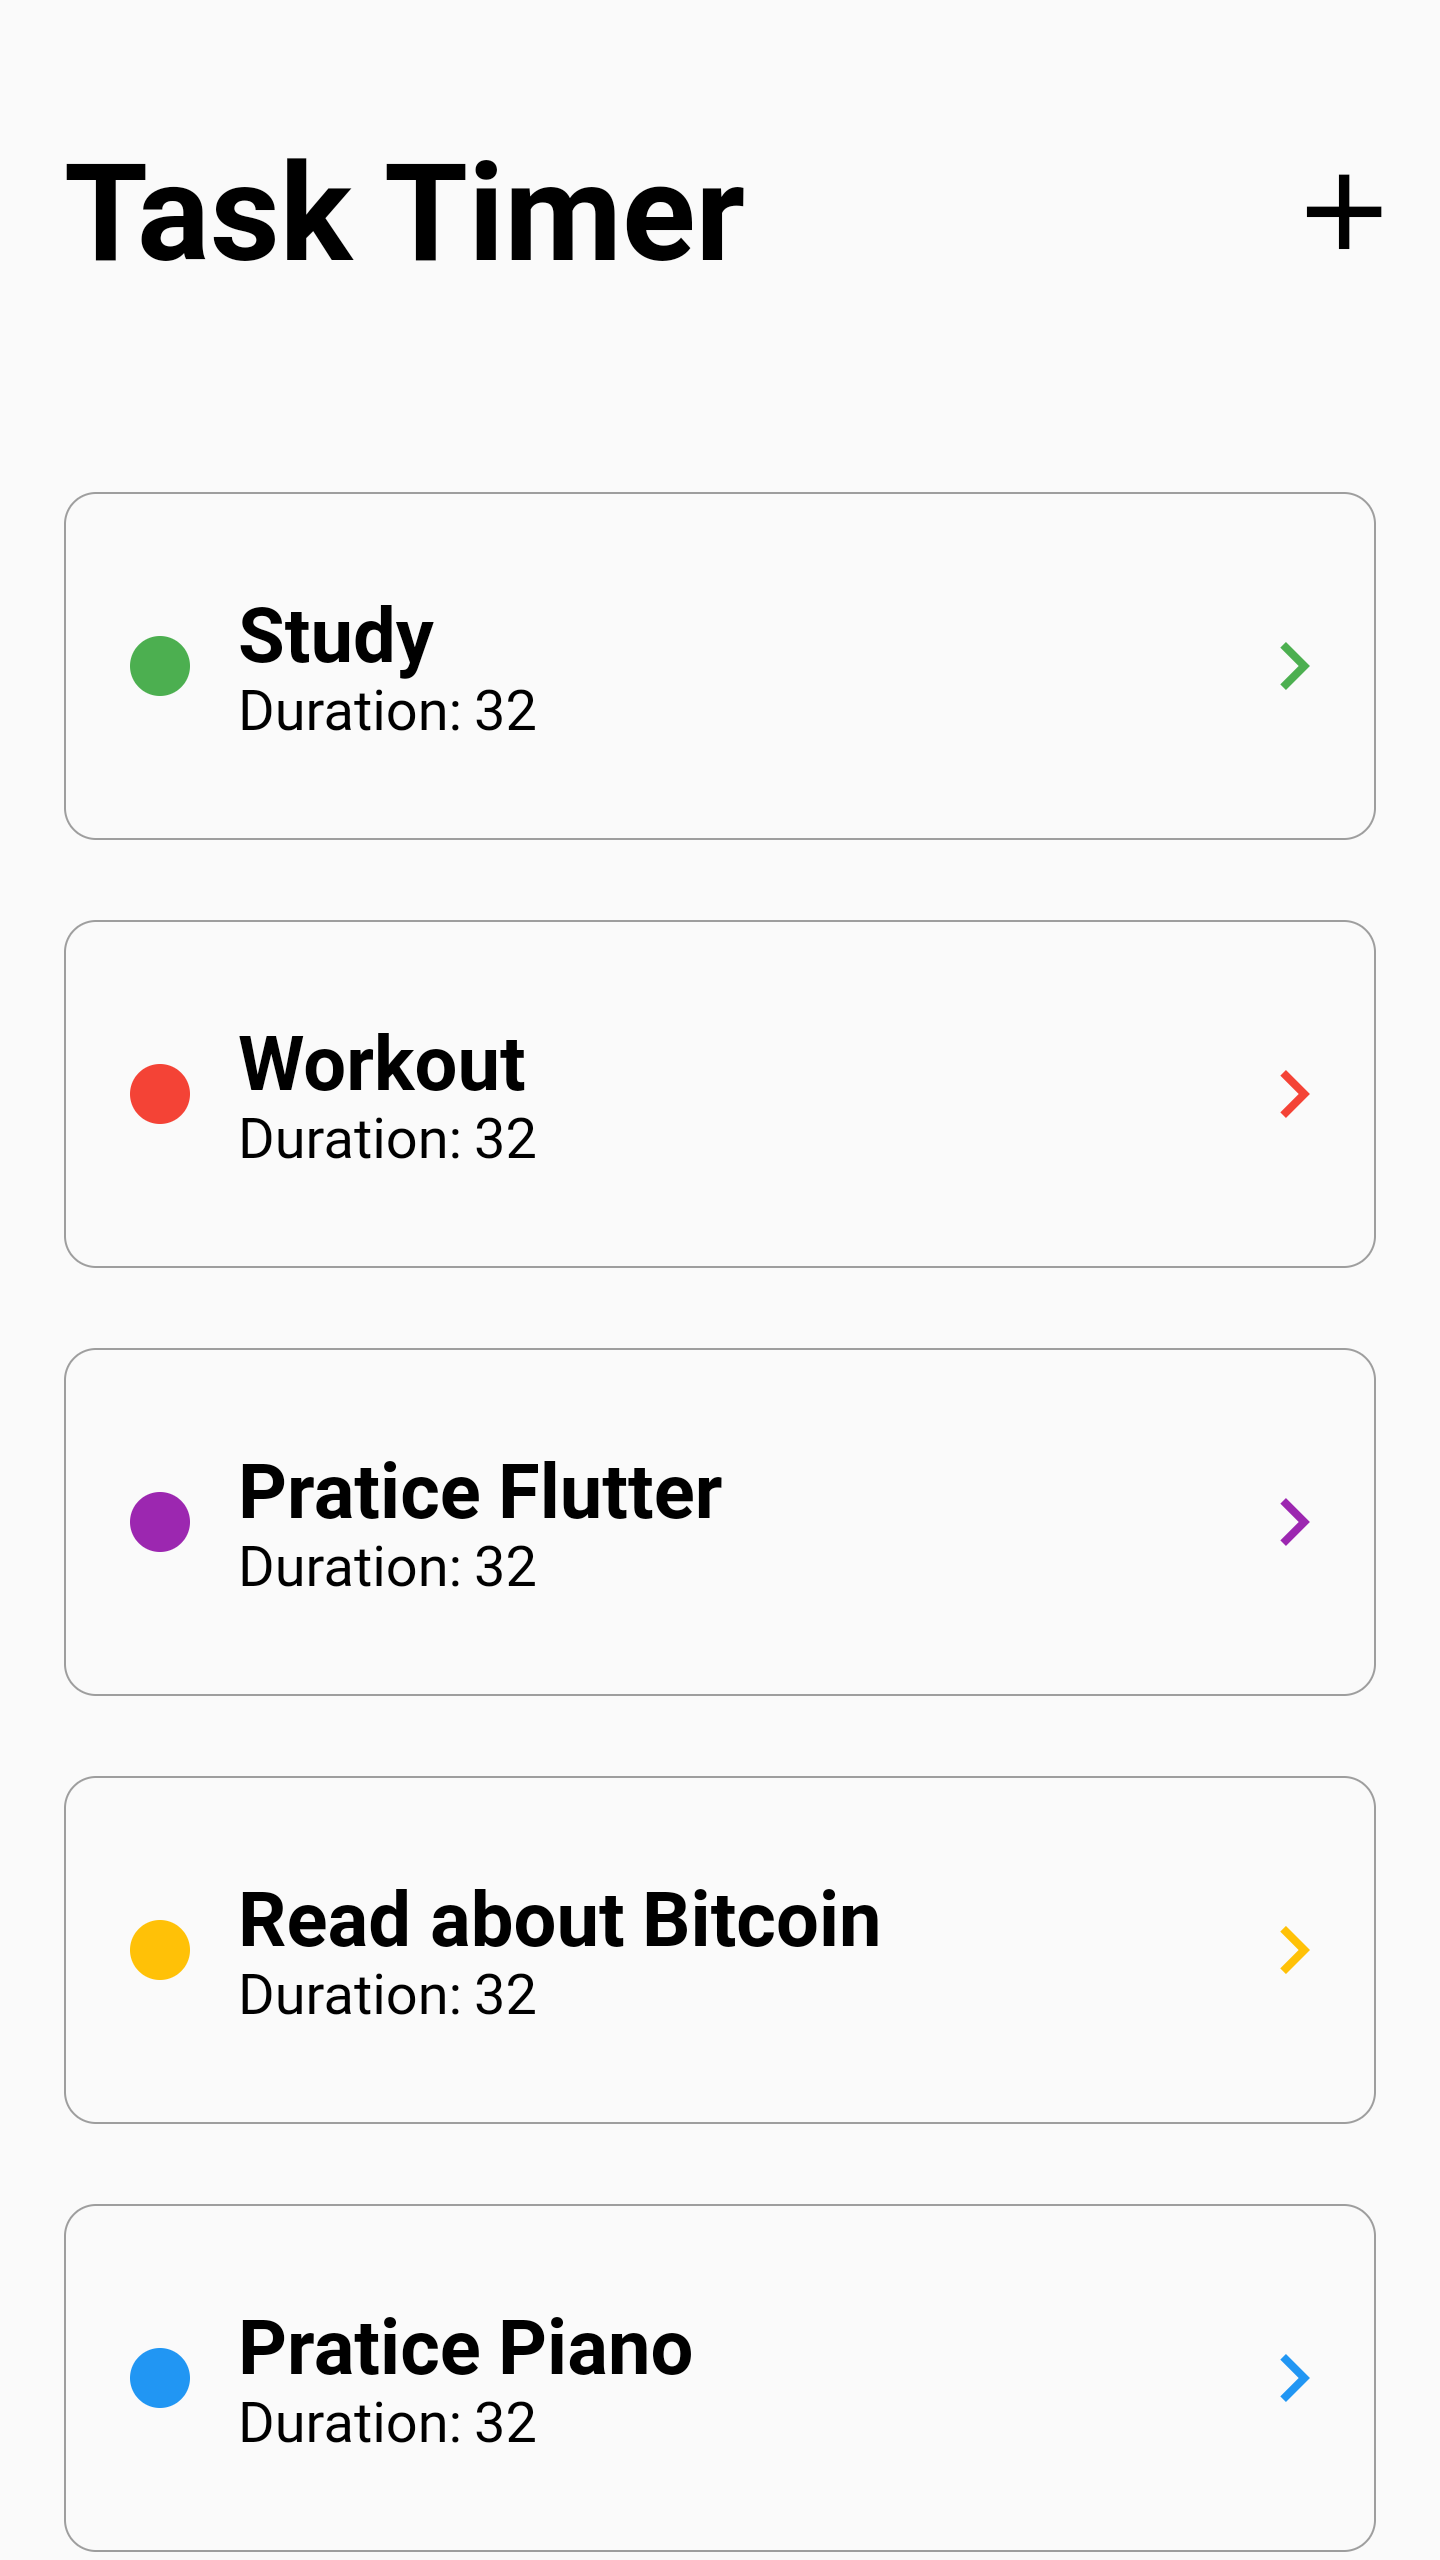 Task Timer
Study
Duration: 32
Workout
Duration: 32
Pratice Flutter
Duration: 32
Read about Bitcoin
Duration: 32
Pratice Piano
Duration: 32